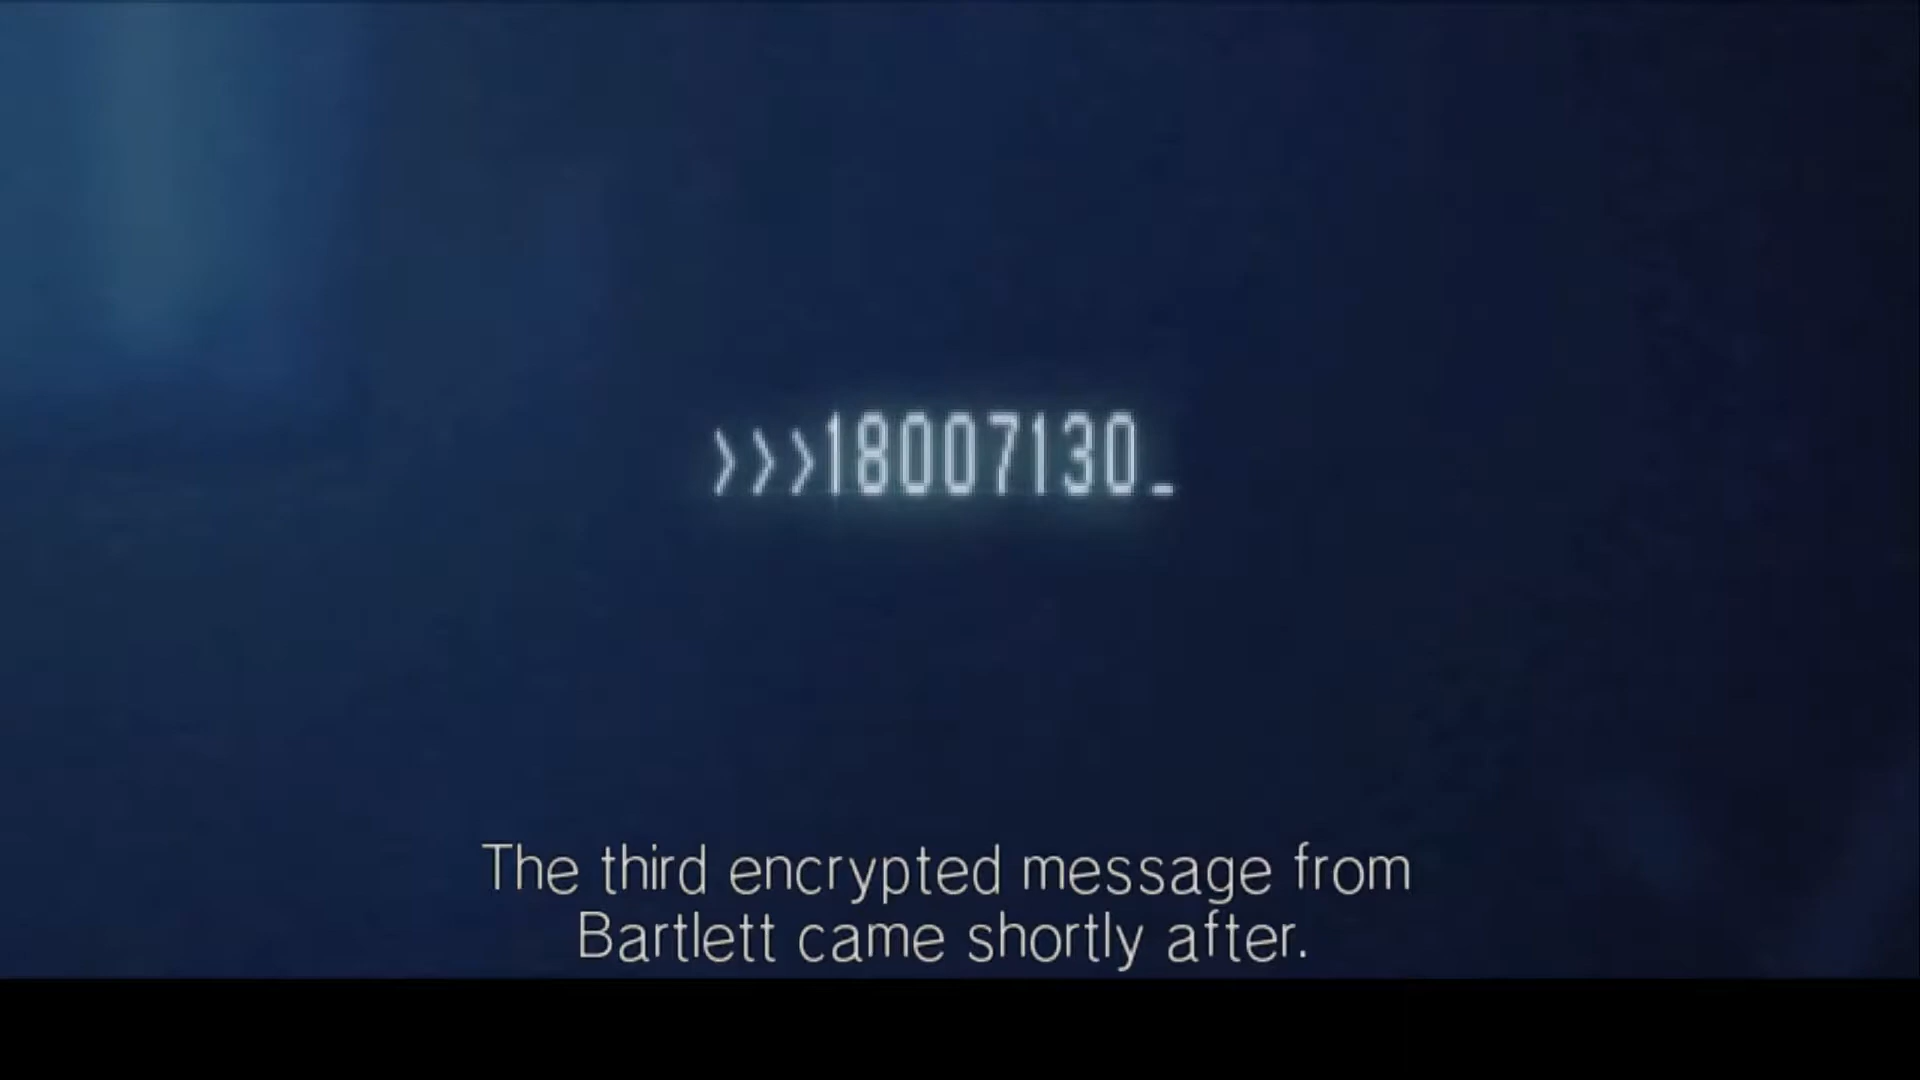 >>>18007130_
The third encrypted message from
Bartlett came shortly after.